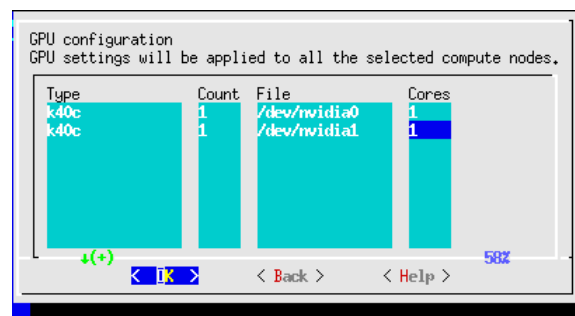 GPU configuration
GPU settings will be applied to all the selected compute nodes.
Type Count File Cores
k40c 1 /dev/nvidia0 1
k40c 1 /dev/nvidia1 1
↓(+) 58%
< OK > < Back > < Help >